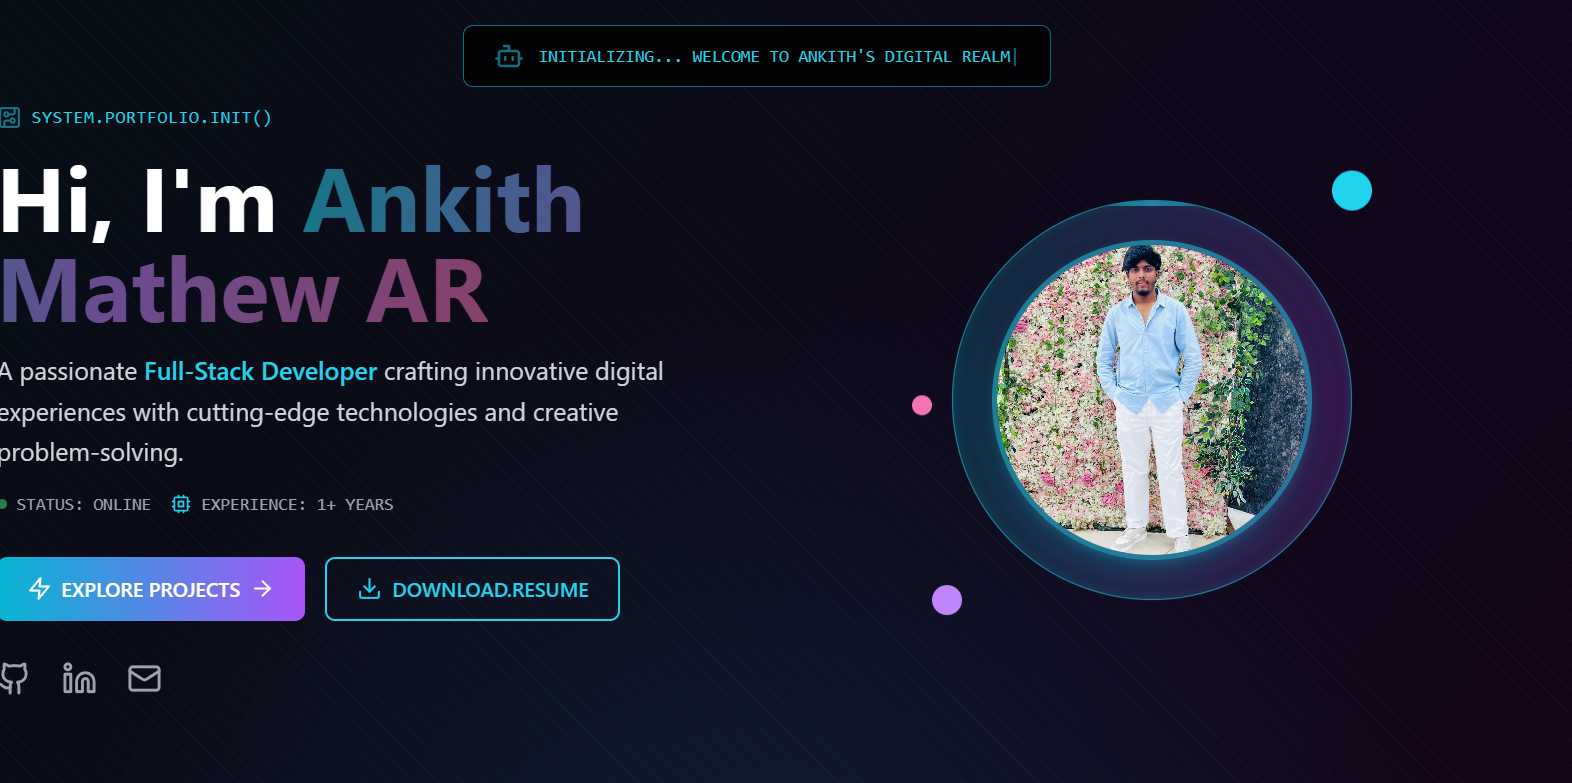 INITIALIZING... WELCOME TO ANKITH'S DIGITAL REALM|
SYSTEM.PORTFOLIO.INIT()
Hi, I'm Ankith
Mathew AR
A passionate Full-Stack Developer crafting innovative digital
experiences with cutting-edge technologies and creative
problem-solving.
STATUS: ONLINE EXPERIENCE: 1+ YEARS
EXPLORE PROJECTS → DOWNLOAD.RESUME
in